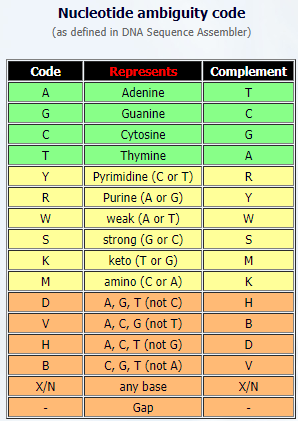 Nucleotide ambiguity code
(as defined in DNA Sequence Assembler)
Code Represents Complement
A Adenine T
G Guanine C
C Cytosine G
T Thymine A
Y Pyrimidine (C or T) R
R Purine (A or G) Y
W weak (A or T) W
S strong (G or C) S
K keto (T or G) M
M amino (C or A) K
D A, G, T (not C) H
V A, C, G (not T) B
H A, C, T (not G) D
B C, G, T (not A) V
X/N any base X/N
- Gap -